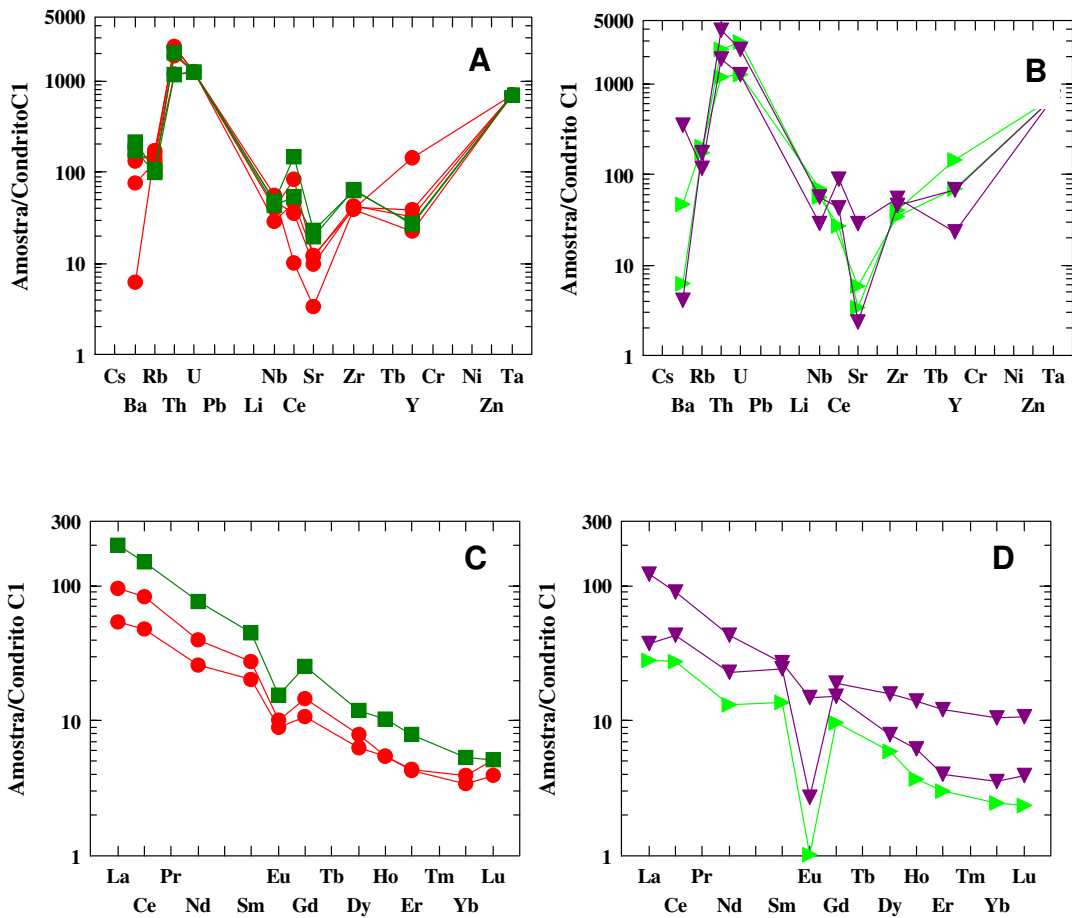 5000
1000
100
10
1
Amostra/CondritoC1
A
Cs Rb U Nb Sr Zr Tb Cr Ni Ta
Ba Th Pb Li Ce Y Zn
5000
1000
100
10
1
Amostra/Condrito C1
B
Cs Rb U Nb Sr Zr Tb Cr Ni Ta
Ba Th Pb Li Ce Y Zn
300
100
10
1
Amostra/Condrito C1
C
La Pr Eu Tb Ho Tm Lu
Ce Nd Sm Gd Dy Er Yb
300
100
10
1
Amostra/Condrito C1
D
La Pr Nd Sm Eu Gd Tb Ho Tm Lu
Ce Nd Sm Gd Dy Er Yb